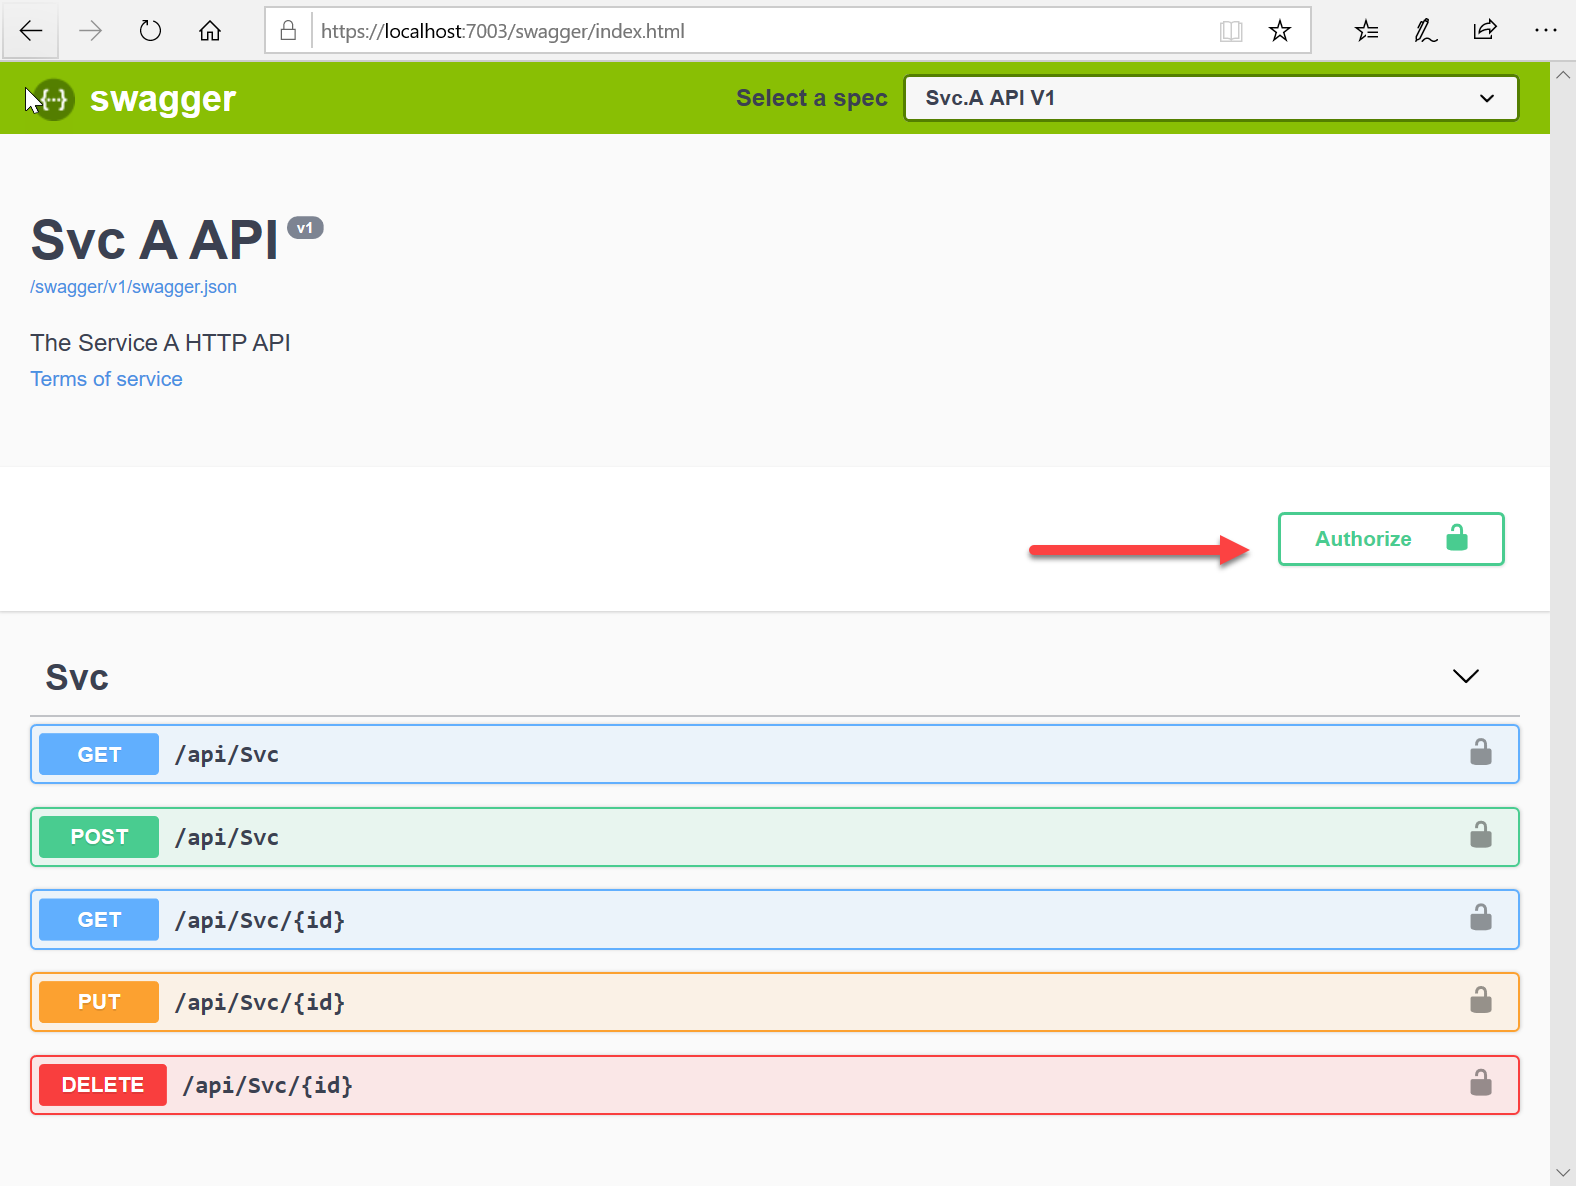 https://localhost:7003/swagger/index.html
{···} swagger
Select a spec
Svc.A API V1
Svc A API v1
/swagger/v1/swagger.json
The Service A HTTP API
Terms of service
Authorize
Svc
GET /api/Svc
POST /api/Svc
GET /api/Svc/{id}
PUT /api/Svc/{id}
DELETE /api/Svc/{id}